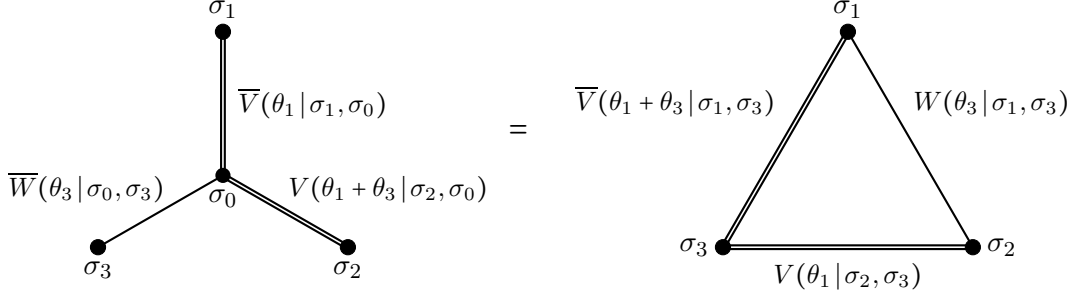 σ₁
V̅(θ₁ | σ₁, σ₀)
W̅(θ₃ | σ₀, σ₃)
σ₀
V(θ₁ + θ₃ | σ₂, σ₀)
σ₃
σ₂
=
σ₁
V̅(θ₁ + θ₃ | σ₁, σ₃)
W(θ₃ | σ₁, σ₃)
σ₃
σ₂
V(θ₁ | σ₂, σ₃)